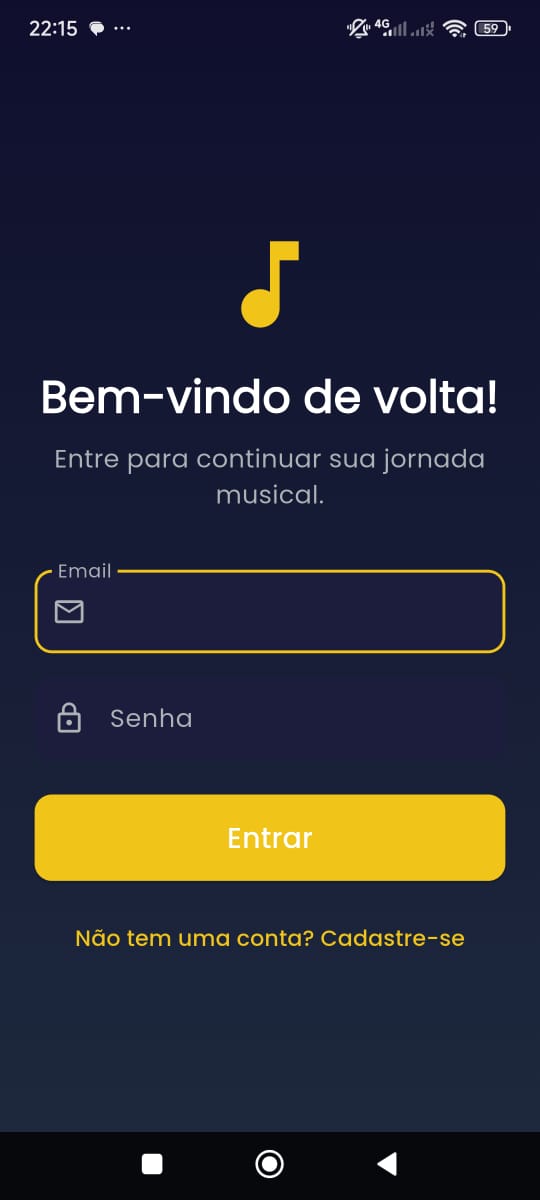 22:15
4G
59
Bem-vindo de volta!
Entre para continuar sua jornada
musical.
Email
Senha
Entrar
Não tem uma conta? Cadastre-se